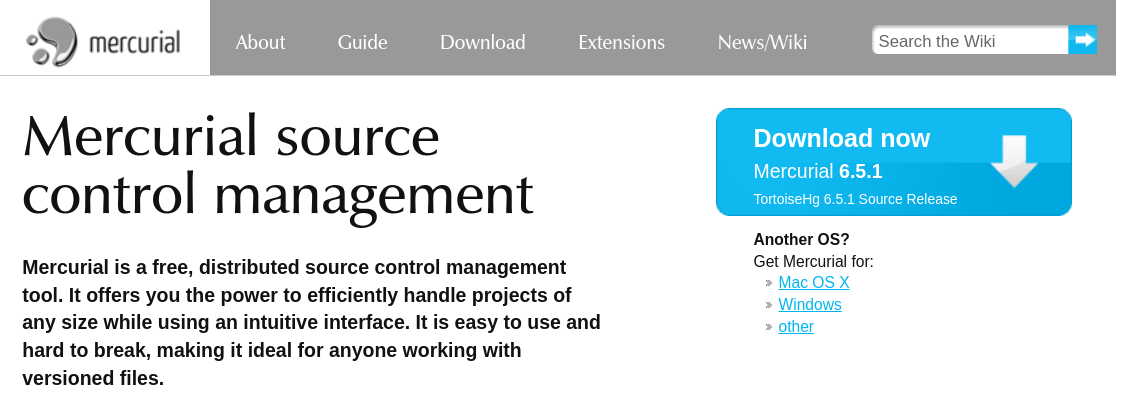 mercurial
About Guide Download Extensions News/Wiki
Search the Wiki
Mercurial source
control management
Mercurial is a free, distributed source control management
tool. It offers you the power to efficiently handle projects of
any size while using an intuitive interface. It is easy to use and
hard to break, making it ideal for anyone working with
versioned files.
Download now
Mercurial 6.5.1
TortoiseHg 6.5.1 Source Release
Another OS?
Get Mercurial for:
Mac OS X
Windows
other